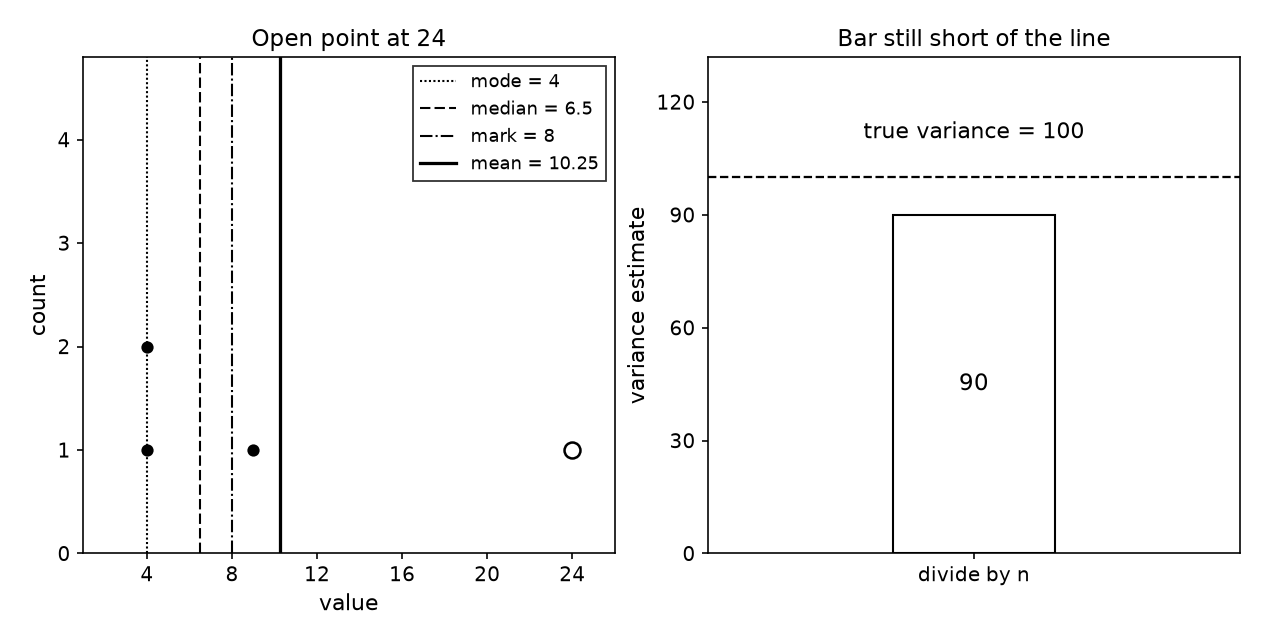 Open point at 24
mode = 4
median = 6.5
mark = 8
mean = 10.25
count
4
3
2
1
0
4 8 12 16 20 24
value
Bar still short of the line
true variance = 100
variance estimate
120
90
60
30
0
90
divide by n